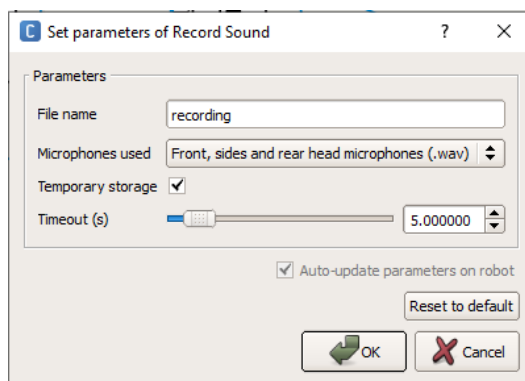 Set parameters of Record Sound
Parameters
File name recording
Microphones used Front, sides and rear head microphones (.wav)
Temporary storage
Timeout (s) 5.000000
Auto-update parameters on robot
Reset to default
OK Cancel